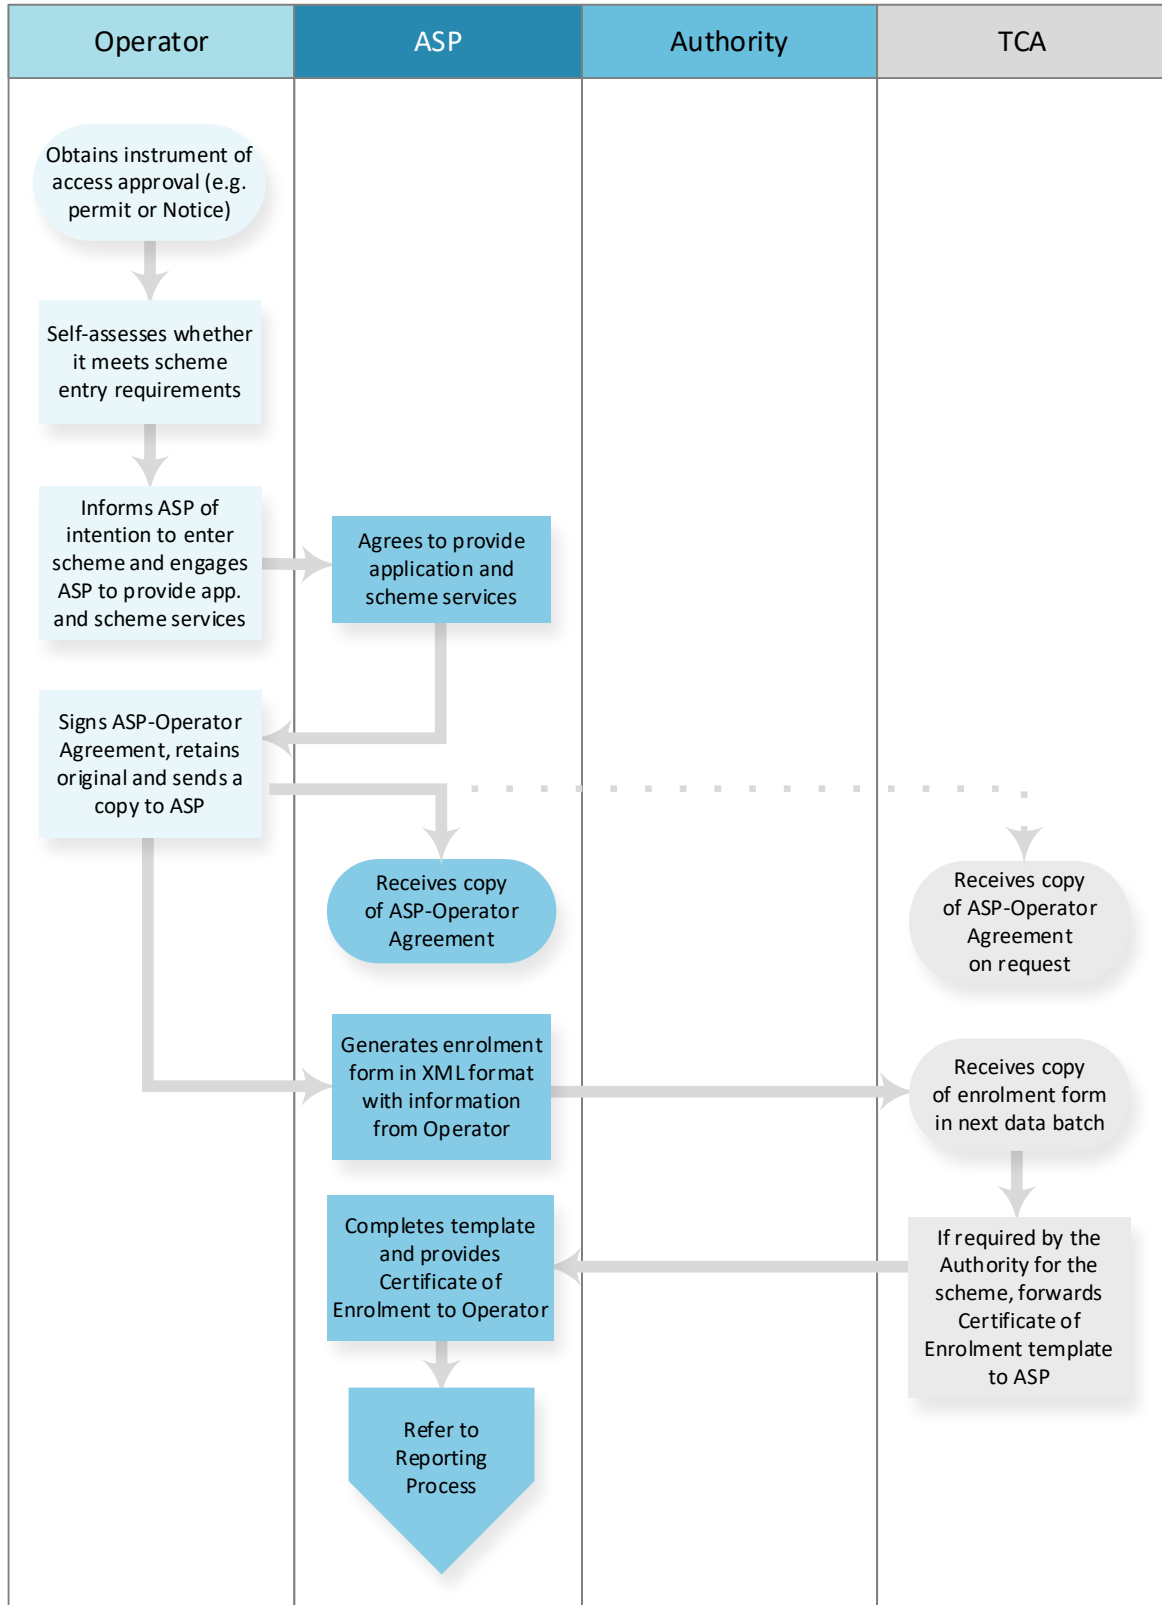 Operator
ASP
Authority
TCA
Obtains instrument of
access approval (e.g.
permit or Notice)
Self-assesses whether
it meets scheme
entry requirements
Informs ASP of
intention to enter
scheme and engages
ASP to provide app.
and scheme services
Agrees to provide
application and
scheme services
Signs ASP-Operator
Agreement, retains
original and sends a
copy to ASP
Receives copy
of ASP-Operator
Agreement
Receives copy
of ASP-Operator
Agreement
on request
Generates enrolment
form in XML format
with information
from Operator
Receives copy
of enrolment form
in next data batch
Completes template
and provides
Certificate of
Enrolment to Operator
If required by the
Authority for the
scheme, forwards
Certificate of
Enrolment template
to ASP
Refer to
Reporting
Process